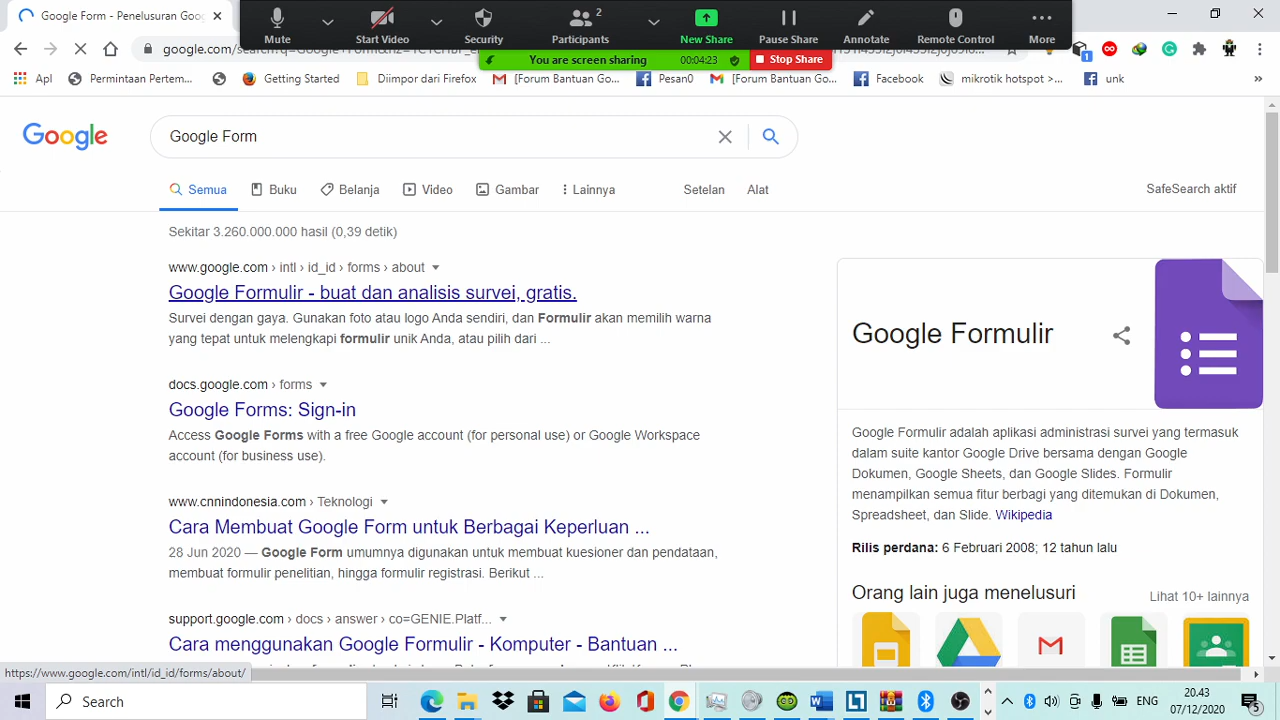 Google Form - Penelusuran Goog
Mute
Start Video
Security
2
Participants
New Share
Pause Share
Annotate
Remote Control
More
You are screen sharing
00:04:23
Stop Share
Apl
Permintaan Pertem...
Getting Started
Diimpor dari Firefox
[Forum Bantuan Go...
Pesan0
[Forum Bantuan Go...
Facebook
mikrotik hotspot >...
unk
»
1
Google
Google Form
Semua
Buku
Belanja
Video
Gambar
Lainnya
Setelan
Alat
SafeSearch aktif
Sekitar 3.260.000.000 hasil (0,39 detik)
www.google.com › intl › id_id › forms › about
Google Formulir - buat dan analisis survei, gratis.
Survei dengan gaya. Gunakan foto atau logo Anda sendiri, dan Formulir akan memilih warna
yang tepat untuk melengkapi formulir unik Anda, atau pilih dari ...
docs.google.com › forms
Google Forms: Sign-in
Access Google Forms with a free Google account (for personal use) or Google Workspace
account (for business use).
www.cnnindonesia.com › Teknologi
Cara Membuat Google Form untuk Berbagai Keperluan ...
28 Jun 2020 — Google Form umumnya digunakan untuk membuat kuesioner dan pendataan,
membuat formulir penelitian, hingga formulir registrasi. Berikut ...
support.google.com › docs › answer › co=GENIE.Platf...
Cara menggunakan Google Formulir - Komputer - Bantuan ...
Google Formulir
Google Formulir adalah aplikasi administrasi survei yang termasuk
dalam suite kantor Google Drive bersama dengan Google
Dokumen, Google Sheets, dan Google Slides. Formulir
menampilkan semua fitur berbagi yang ditemukan di Dokumen,
Spreadsheet, dan Slide. Wikipedia
Rilis perdana: 6 Februari 2008; 12 tahun lalu
Orang lain juga menelusuri
Lihat 10+ lainnya
https://www.google.com/intl/id_id/forms/about/
Search
ENG
20.43
07/12/2020
5